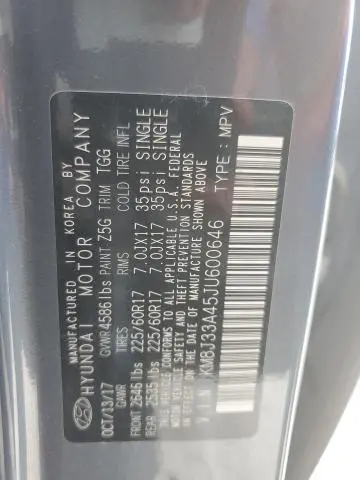 MANUFACTURED IN KOREA BY
HYUNDAI MOTOR COMPANY
OCT/13/17 GVWR 4586 lbs PAINT Z5G TRIM TGG
GAWR TIRES RIMS COLD TIRE INFL
FRONT 2646 lbs 225/60R17 7.0JX17 35psi SINGLE
REAR 2535 lbs 225/60R17 7.0JX17 35psi SINGLE
THIS VEHICLE CONFORMS TO ALL APPLICABLE U.S.A. FEDERAL
MOTOR VEHICLE SAFETY AND THEFT PREVENTION STANDARDS
IN EFFECT ON THE DATE OF MANUFACTURE SHOWN ABOVE.
V I N : KM8J33A45JU600646 TYPE : MPV